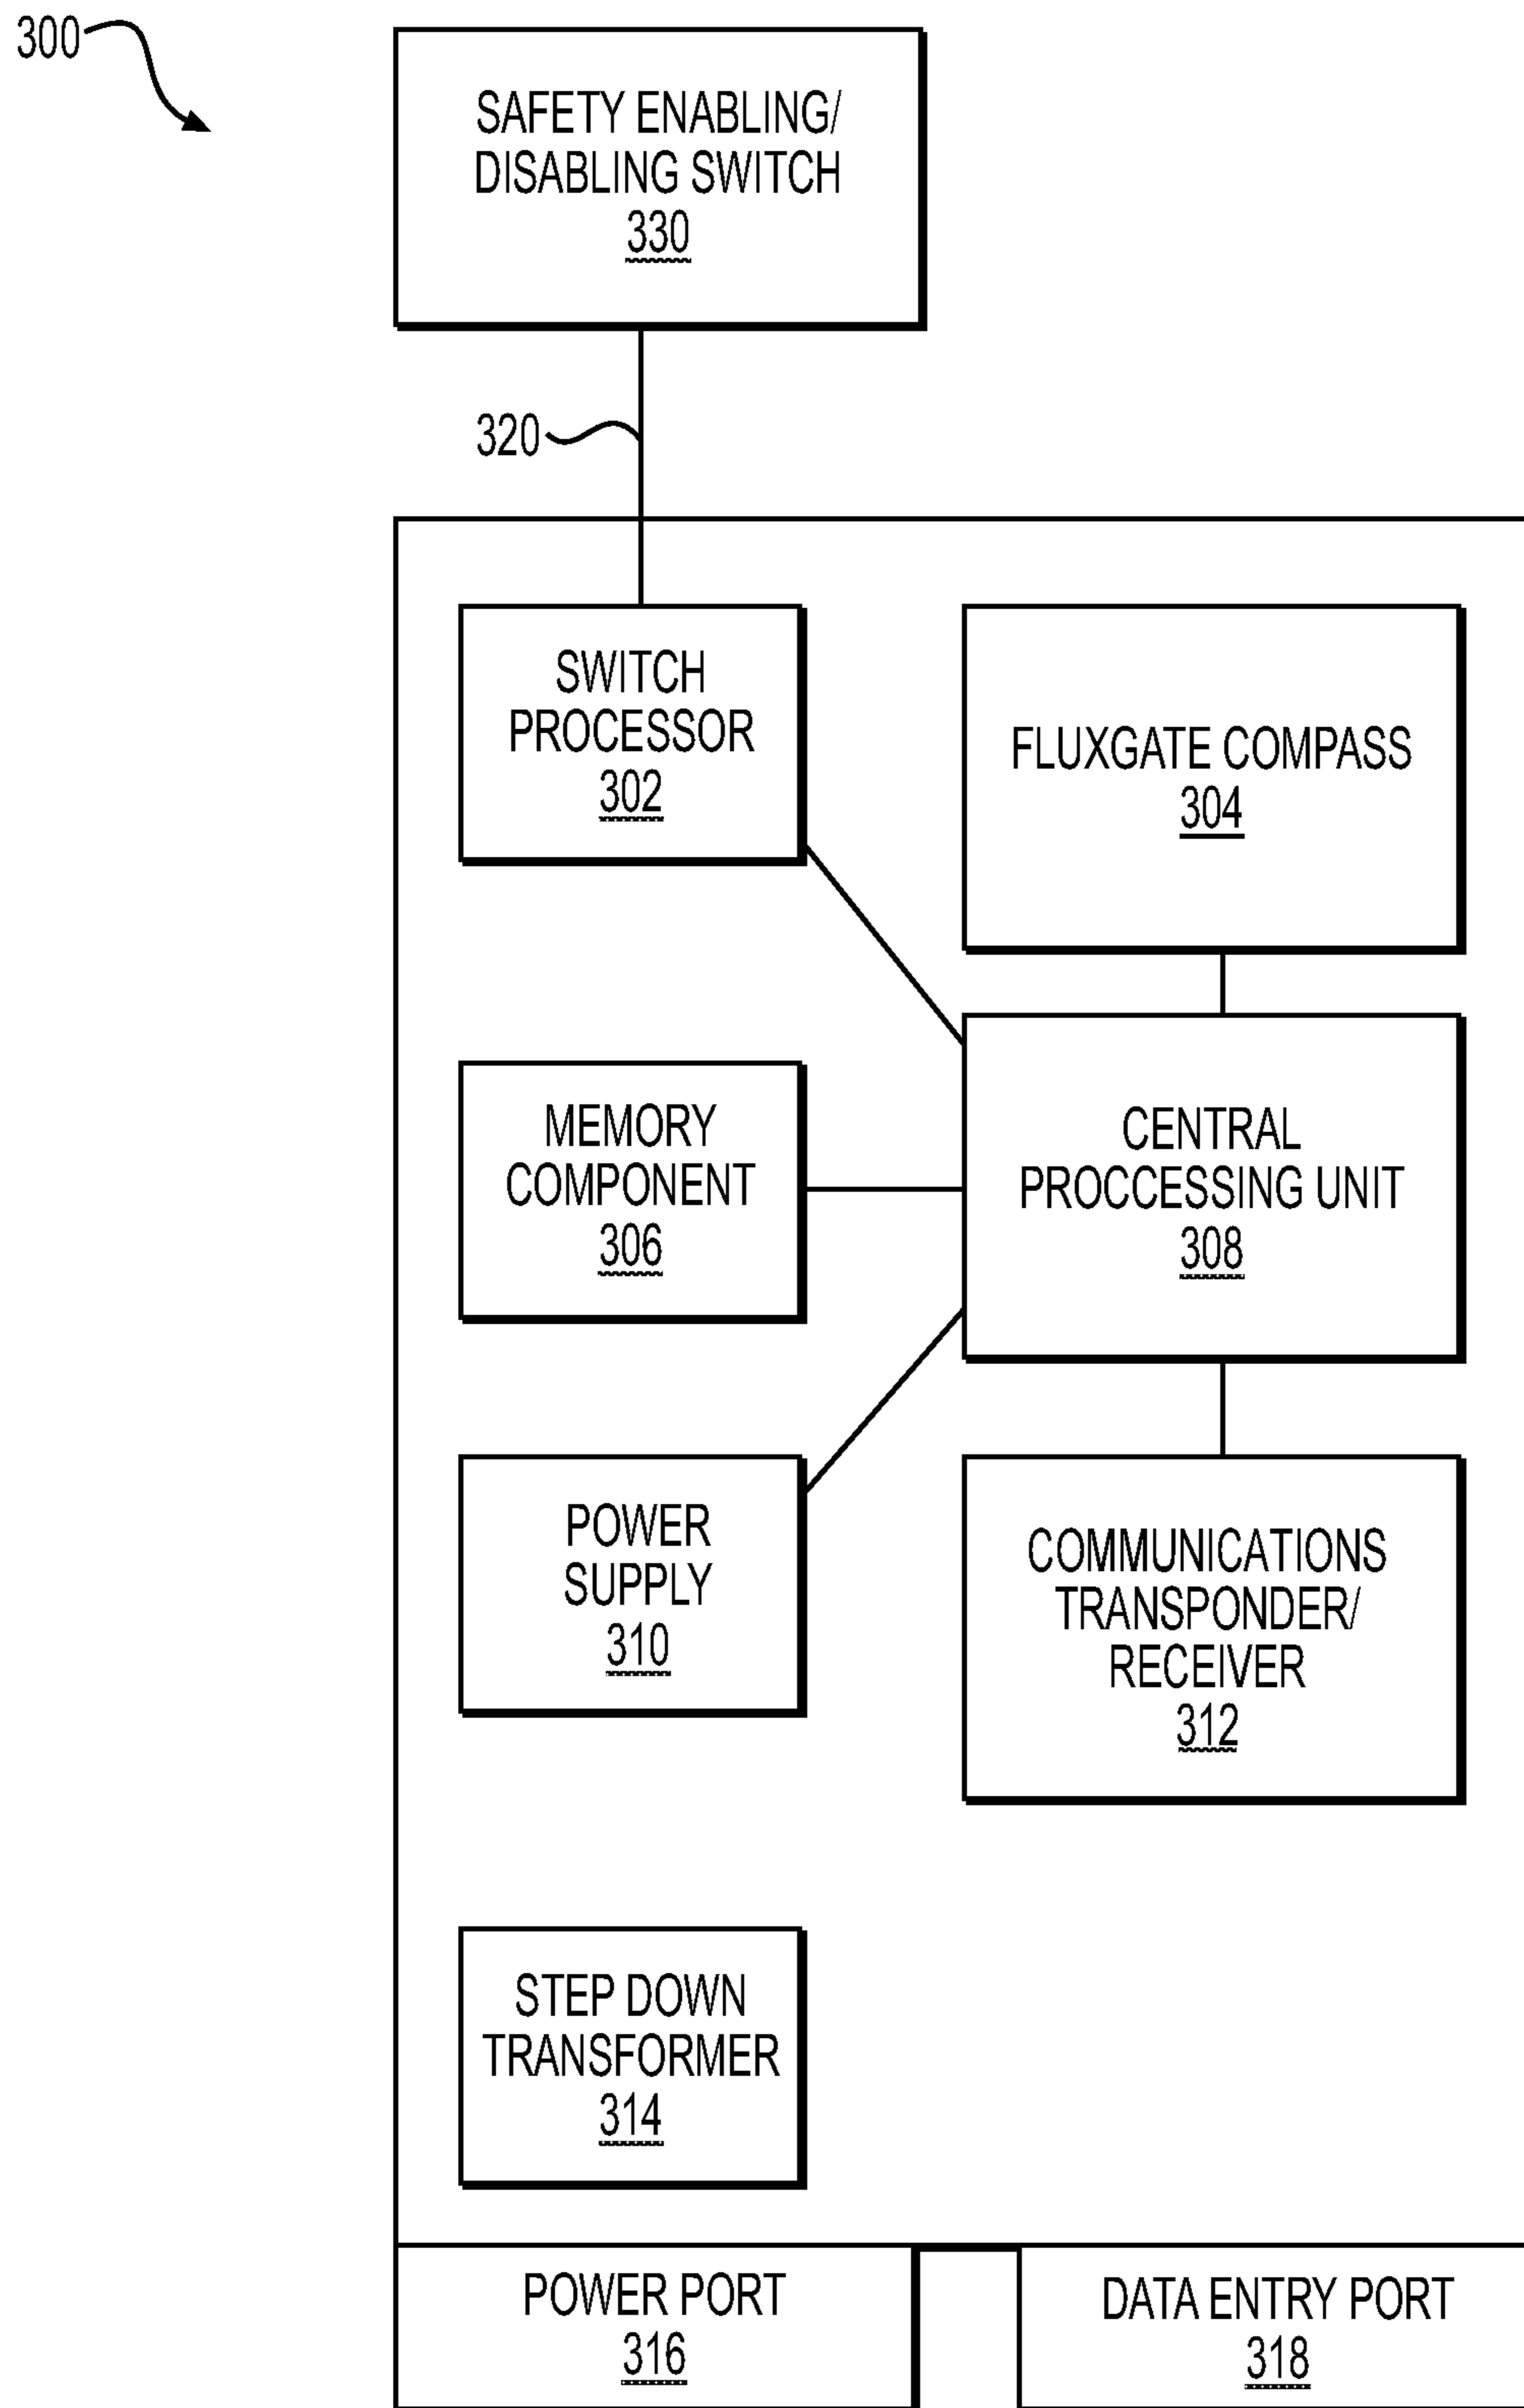 300
SAFETY ENABLING/
DISABLING SWITCH
330
320
SWITCH
PROCESSOR
302
FLUXGATE COMPASS
304
MEMORY
COMPONENT
306
CENTRAL
PROCCESSING UNIT
308
POWER
SUPPLY
310
COMMUNICATIONS
TRANSPONDER/
RECEIVER
312
STEP DOWN
TRANSFORMER
314
POWER PORT
316
DATA ENTRY PORT
318